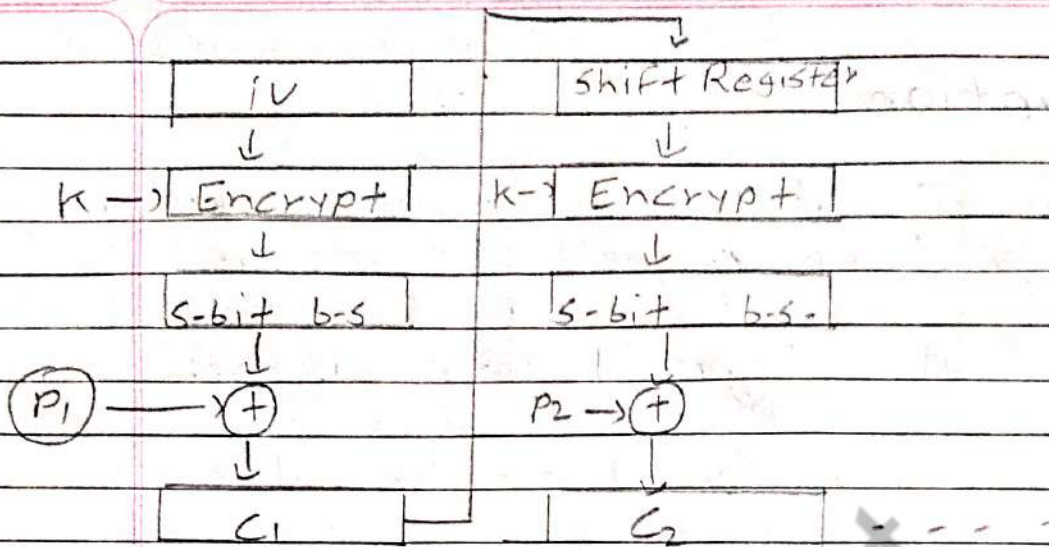 iv Shift Register
K → Encrypt K → Encrypt
s-bit b-s s-bit b-s.
P1 → + P2 → +
C1 C2 - - - -